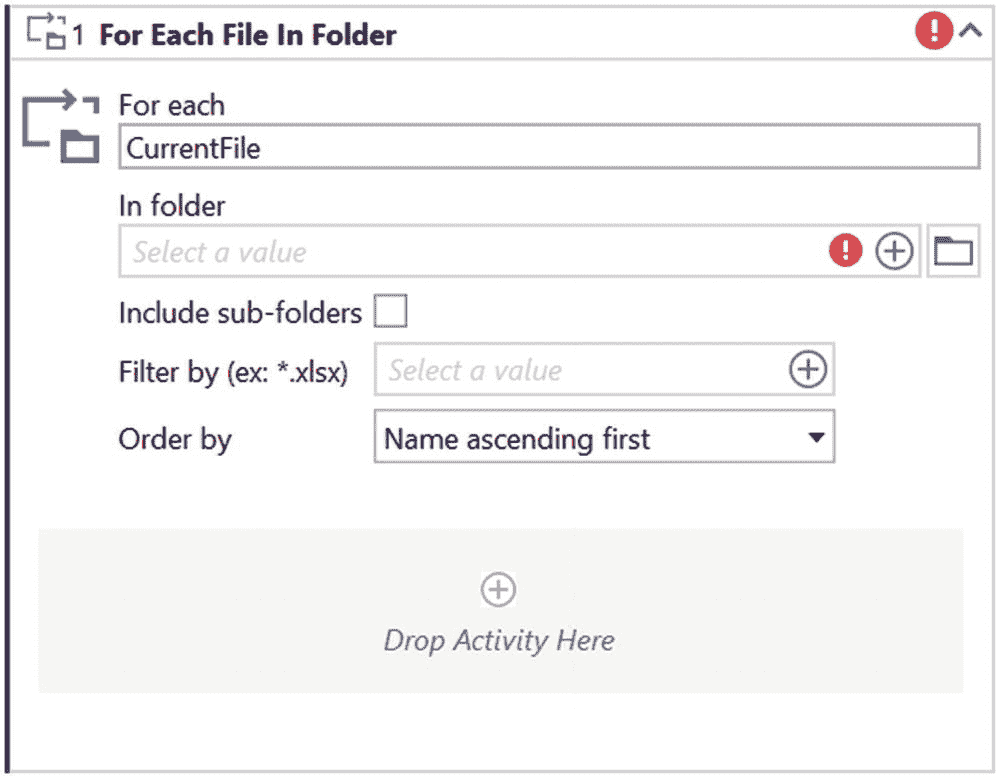 1 For Each File In Folder
For each
CurrentFile
In folder
Select a value
Include sub-folders
Filter by (ex: *.xlsx) Select a value
Order by Name ascending first
Drop Activity Here